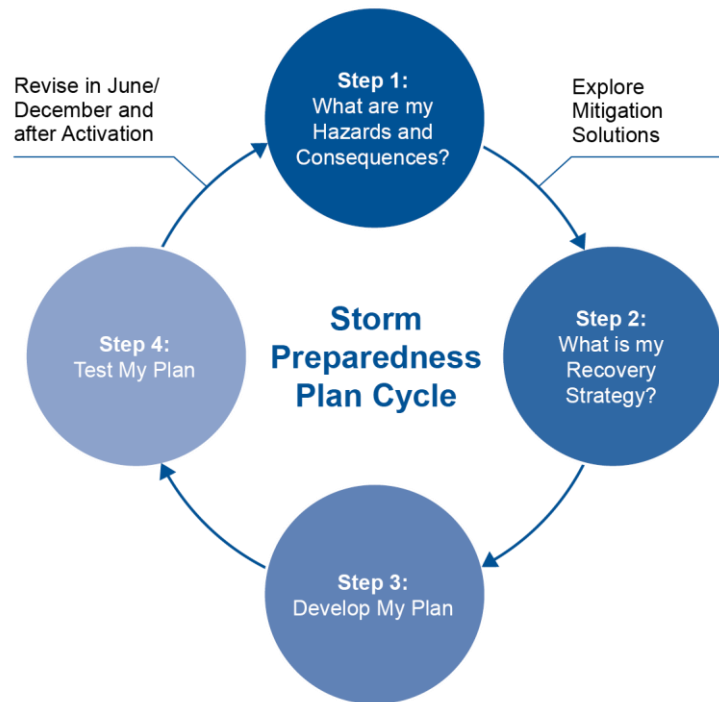 Step 1:
What are my
Hazards and
Consequences?
Explore
Mitigation
Solutions
Step 2:
What is my
Recovery
Strategy?
Step 3:
Develop My Plan
Step 4:
Test My Plan
Revise in June/
December and
after Activation
Storm
Preparedness
Plan Cycle